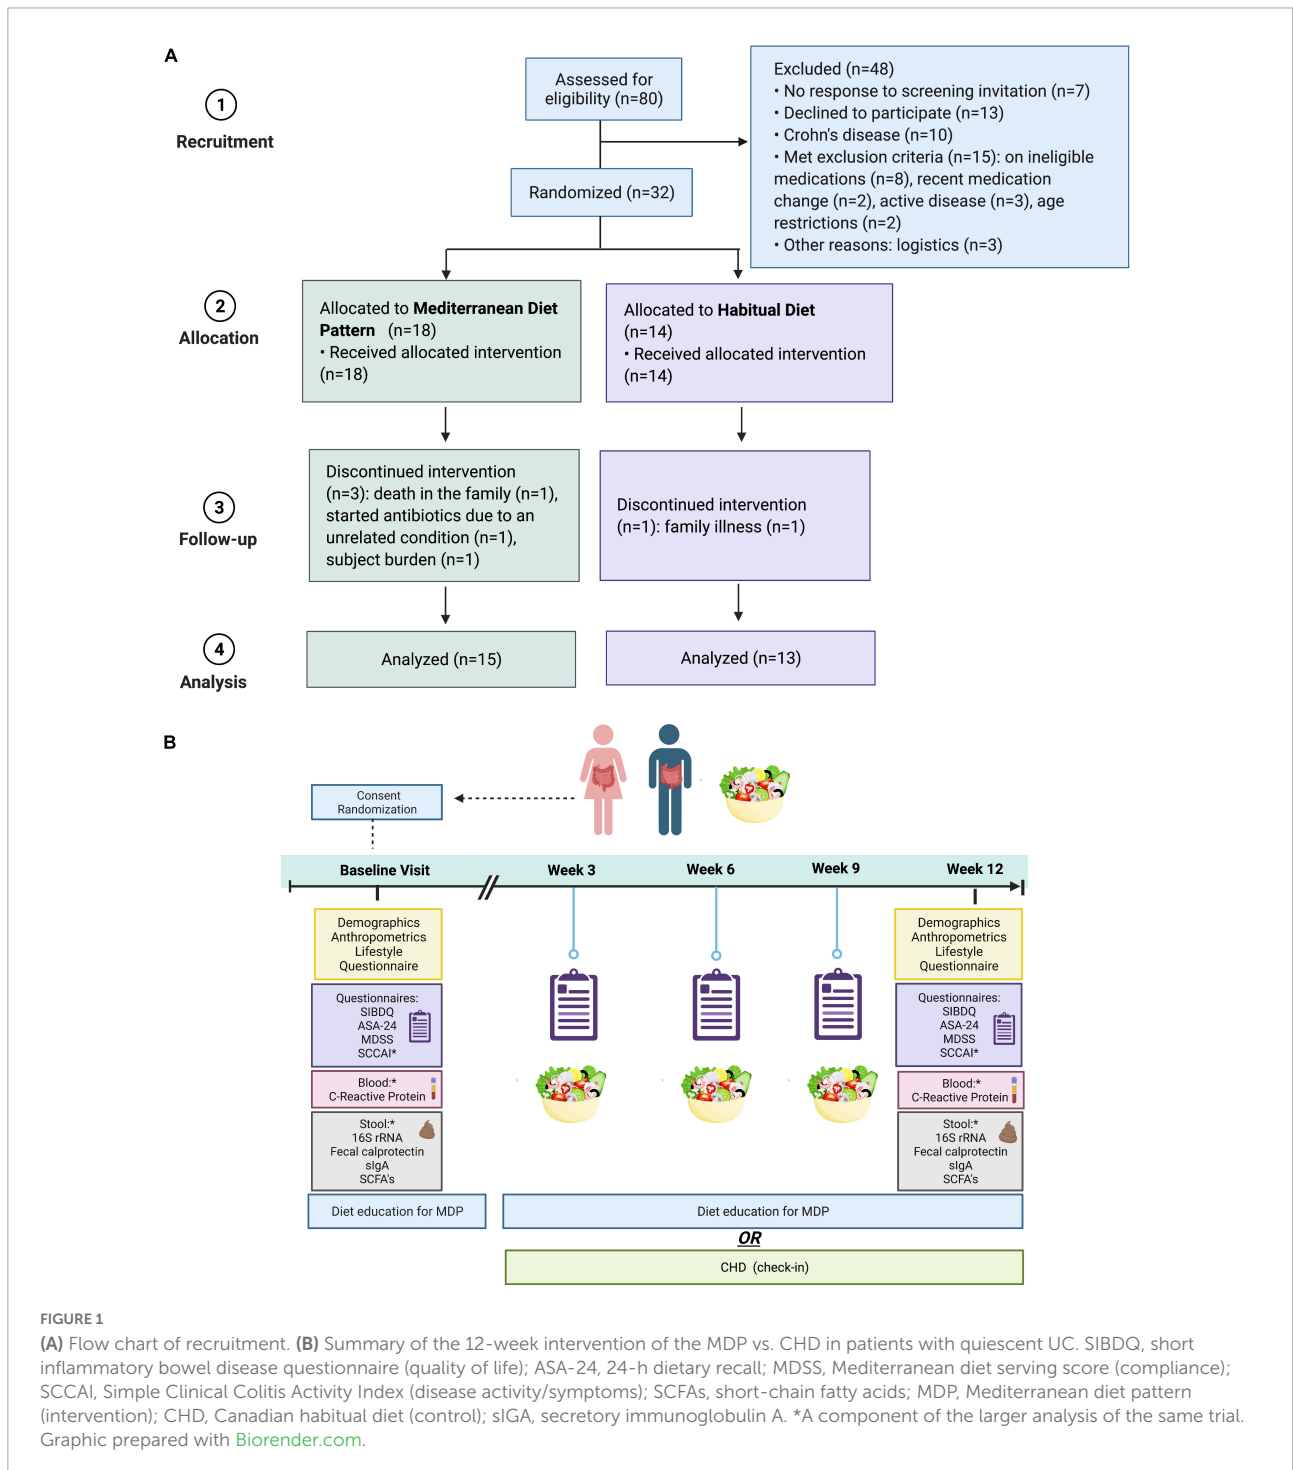 A
1
Recruitment
Assessed for
eligibility (n=80)
Excluded (n=48)
• No response to screening invitation (n=7)
• Declined to participate (n=13)
• Crohn's disease (n=10)
• Met exclusion criteria (n=15): on ineligible
medications (n=8), recent medication
change (n=2), active disease (n=3), age
restrictions (n=2)
• Other reasons: logistics (n=3)
Randomized (n=32)
2
Allocation
Allocated to Mediterranean Diet
Pattern (n=18)
• Received allocated intervention
(n=18)
Allocated to Habitual Diet
(n=14)
• Received allocated intervention
(n=14)
3
Follow-up
Discontinued intervention
(n=3): death in the family (n=1),
started antibiotics due to an
unrelated condition (n=1),
subject burden (n=1)
Discontinued intervention
(n=1): family illness (n=1)
4
Analysis
Analyzed (n=15)
Analyzed (n=13)
B
Consent
Randomization
Baseline Visit
Week 3
Week 6
Week 9
Week 12
Demographics
Anthropometrics
Lifestyle
Questionnaire
Questionnaires:
SIBDQ
ASA-24
MDSS
SCCAI*
Blood:*
C-Reactive Protein
Stool:*
16S rRNA
Fecal calprotectin
sIgA
SCFA's
Demographics
Anthropometrics
Lifestyle
Questionnaire
Questionnaires:
SIBDQ
ASA-24
MDSS
SCCAI*
Blood:*
C-Reactive Protein
Stool:*
16S rRNA
Fecal calprotectin
sIgA
SCFA's
Diet education for MDP
Diet education for MDP
OR
CHD (check-in)
FIGURE 1
(A) Flow chart of recruitment. (B) Summary of the 12-week intervention of the MDP vs. CHD in patients with quiescent UC. SIBDQ, short
inflammatory bowel disease questionnaire (quality of life); ASA-24, 24-h dietary recall; MDSS, Mediterranean diet serving score (compliance);
SCCAI, Simple Clinical Colitis Activity Index (disease activity/symptoms); SCFAs, short-chain fatty acids; MDP, Mediterranean diet pattern
(intervention); CHD, Canadian habitual diet (control); sIGA, secretory immunoglobulin A. *A component of the larger analysis of the same trial.
Graphic prepared with Biorender.com.